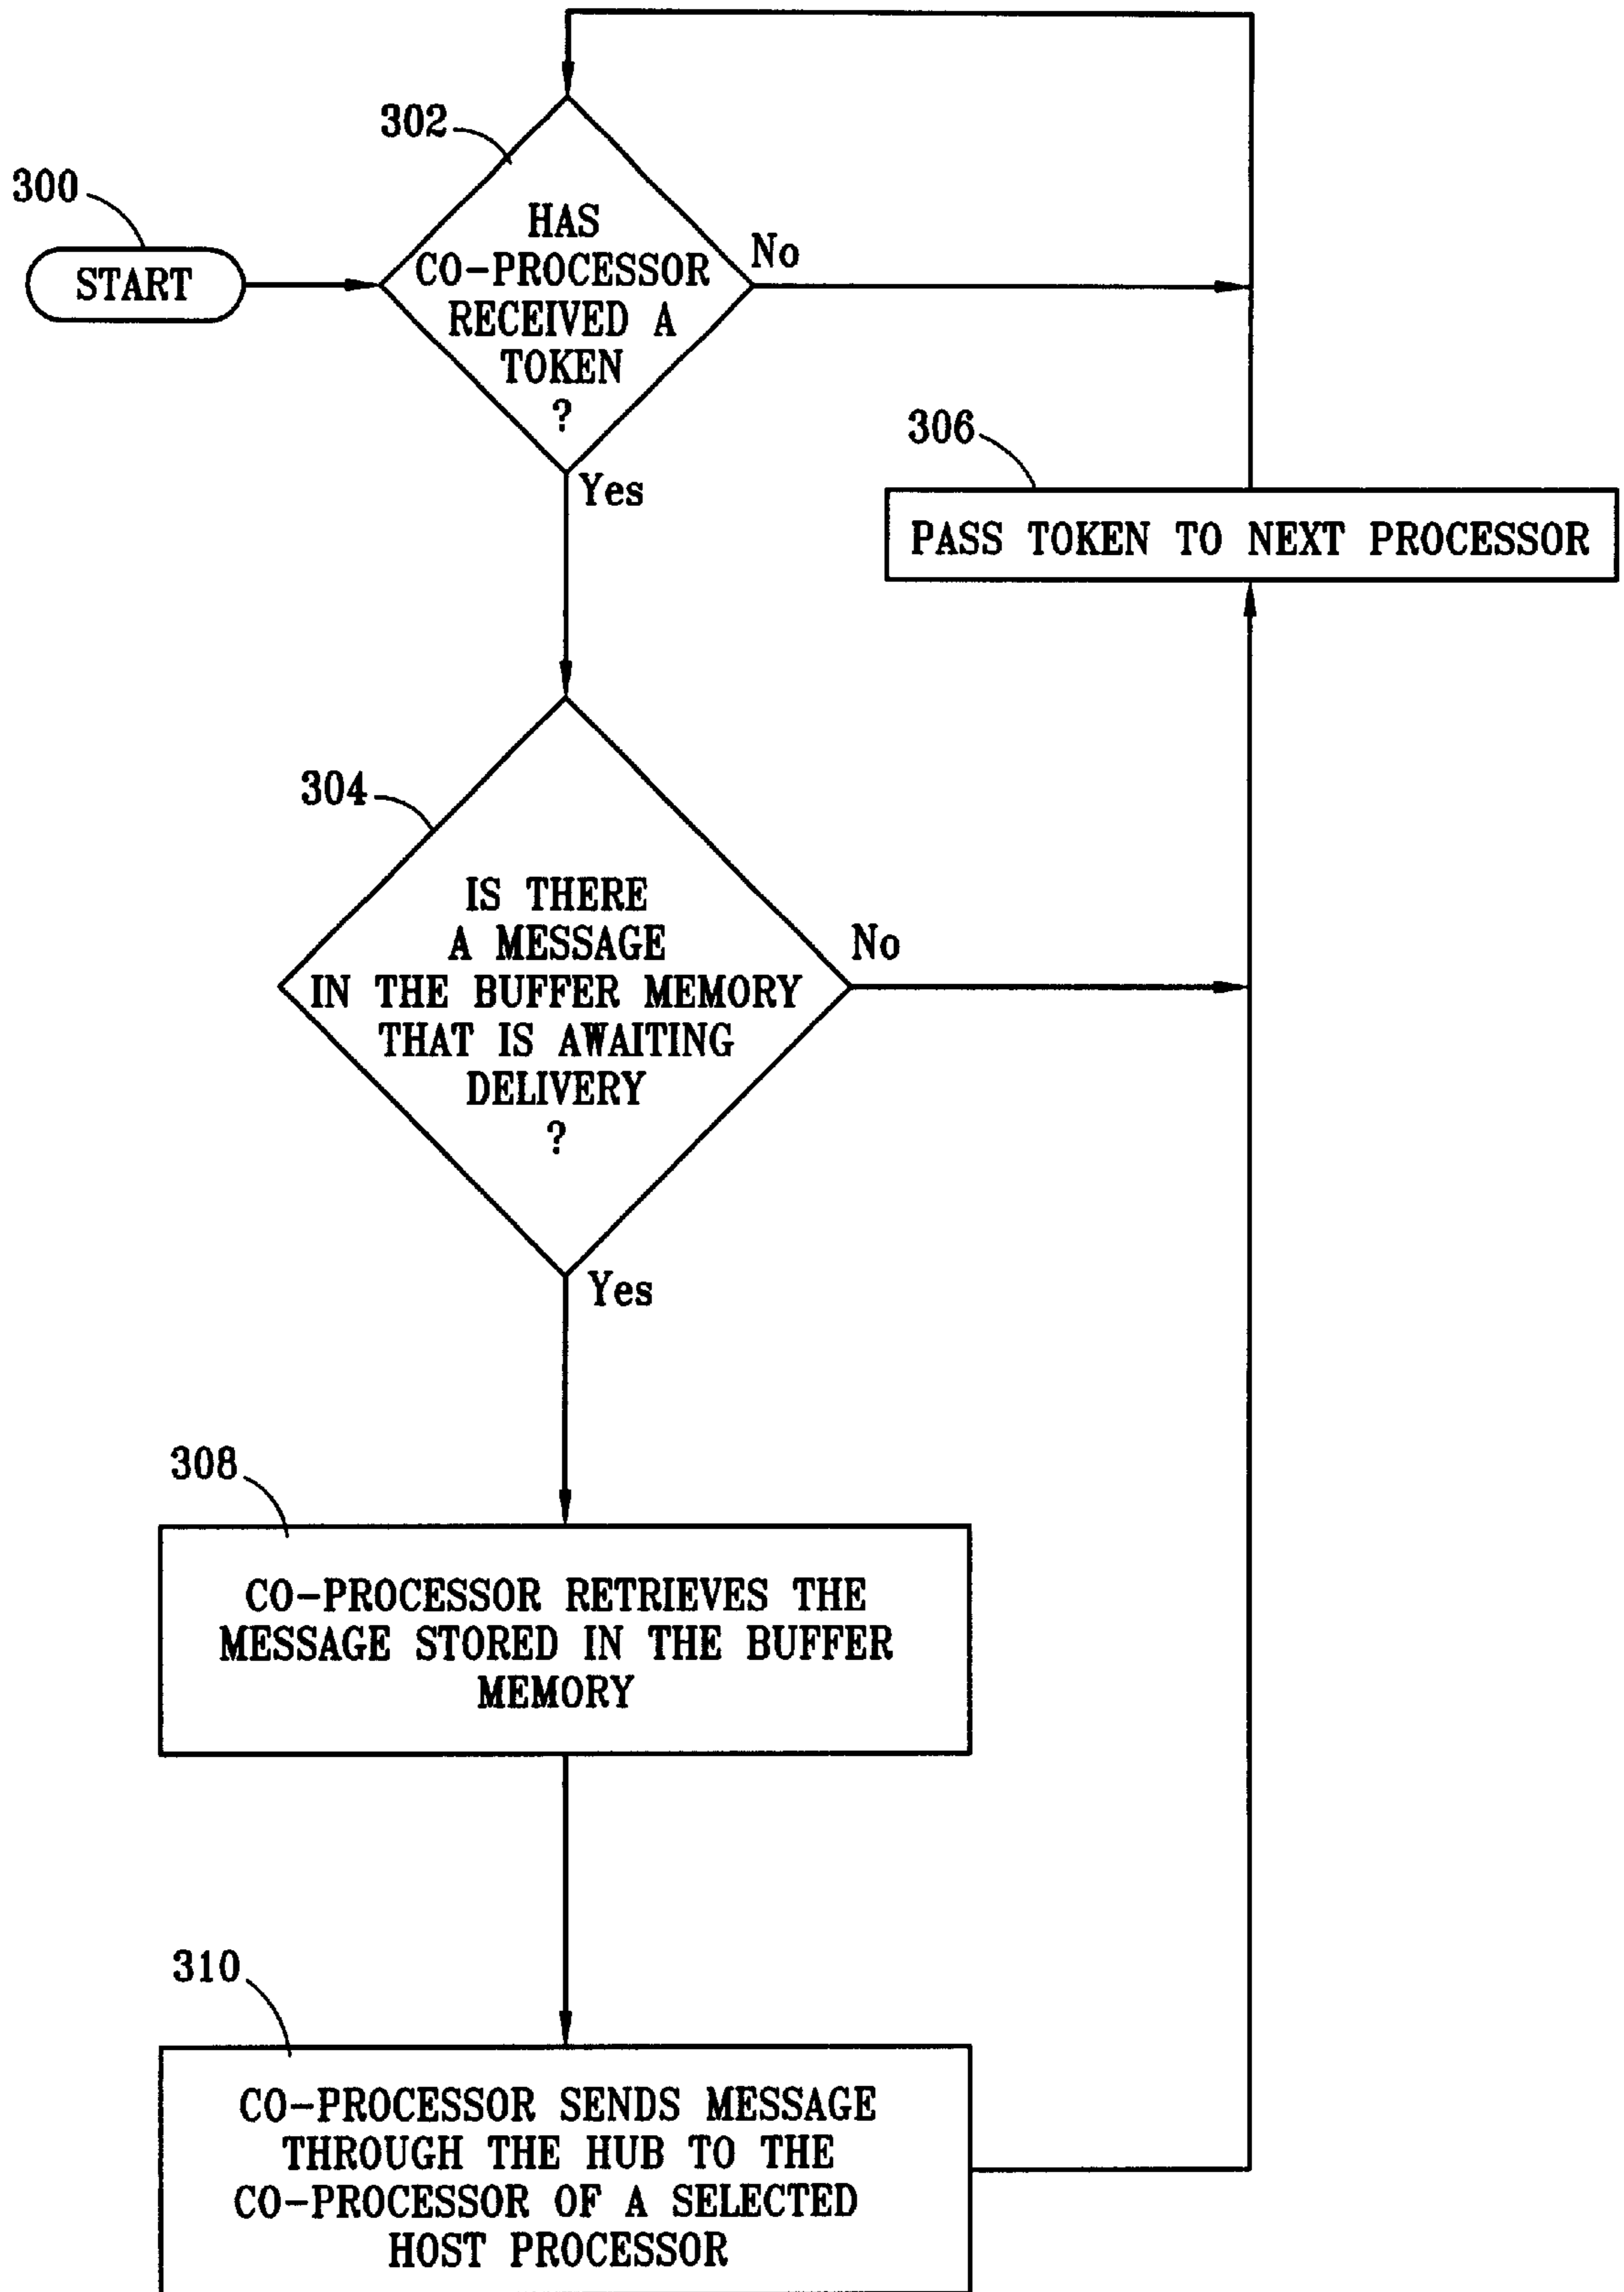 302
300
START
HAS
CO-PROCESSOR
RECEIVED A
TOKEN
?
No
Yes
306
PASS TOKEN TO NEXT PROCESSOR
304
IS THERE
A MESSAGE
IN THE BUFFER MEMORY
THAT IS AWAITING
DELIVERY
?
No
Yes
308
CO-PROCESSOR RETRIEVES THE
MESSAGE STORED IN THE BUFFER
MEMORY
310
CO-PROCESSOR SENDS MESSAGE
THROUGH THE HUB TO THE
CO-PROCESSOR OF A SELECTED
HOST PROCESSOR